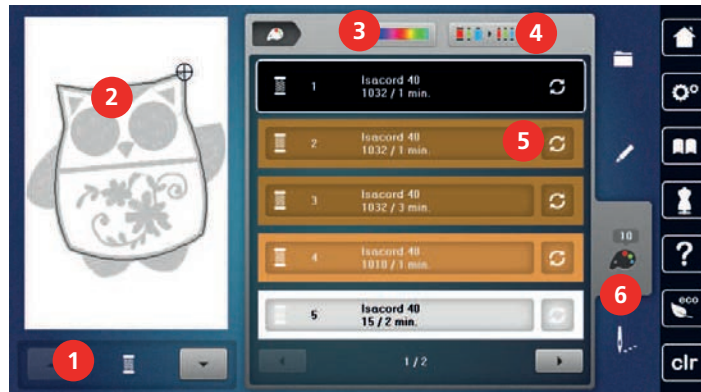 3
4
1
Isacord 40
1032 / 1 min.
2
2
Isacord 40
1032 / 1 min.
5
3
Isacord 40
1032 / 3 min.
4
Isacord 40
1010 / 1 min.
5
Isacord 40
15 / 2 min.
1
1/2
10
6
?
eco
clr